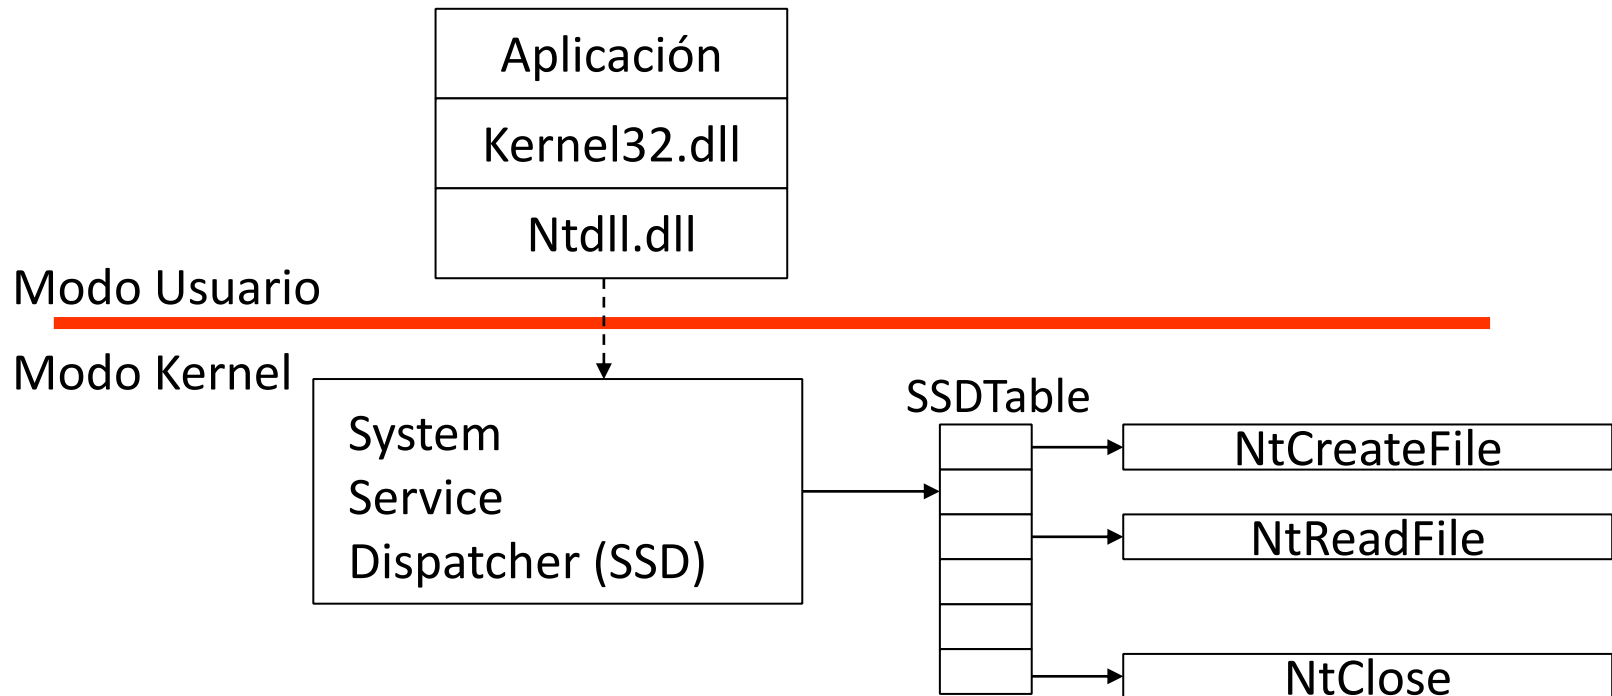 Aplicación
Kernel32.dll
Ntdll.dll
Modo Usuario
Modo Kernel
System
Service
Dispatcher (SSD)
SSDTable
NtCreateFile
NtReadFile
NtClose